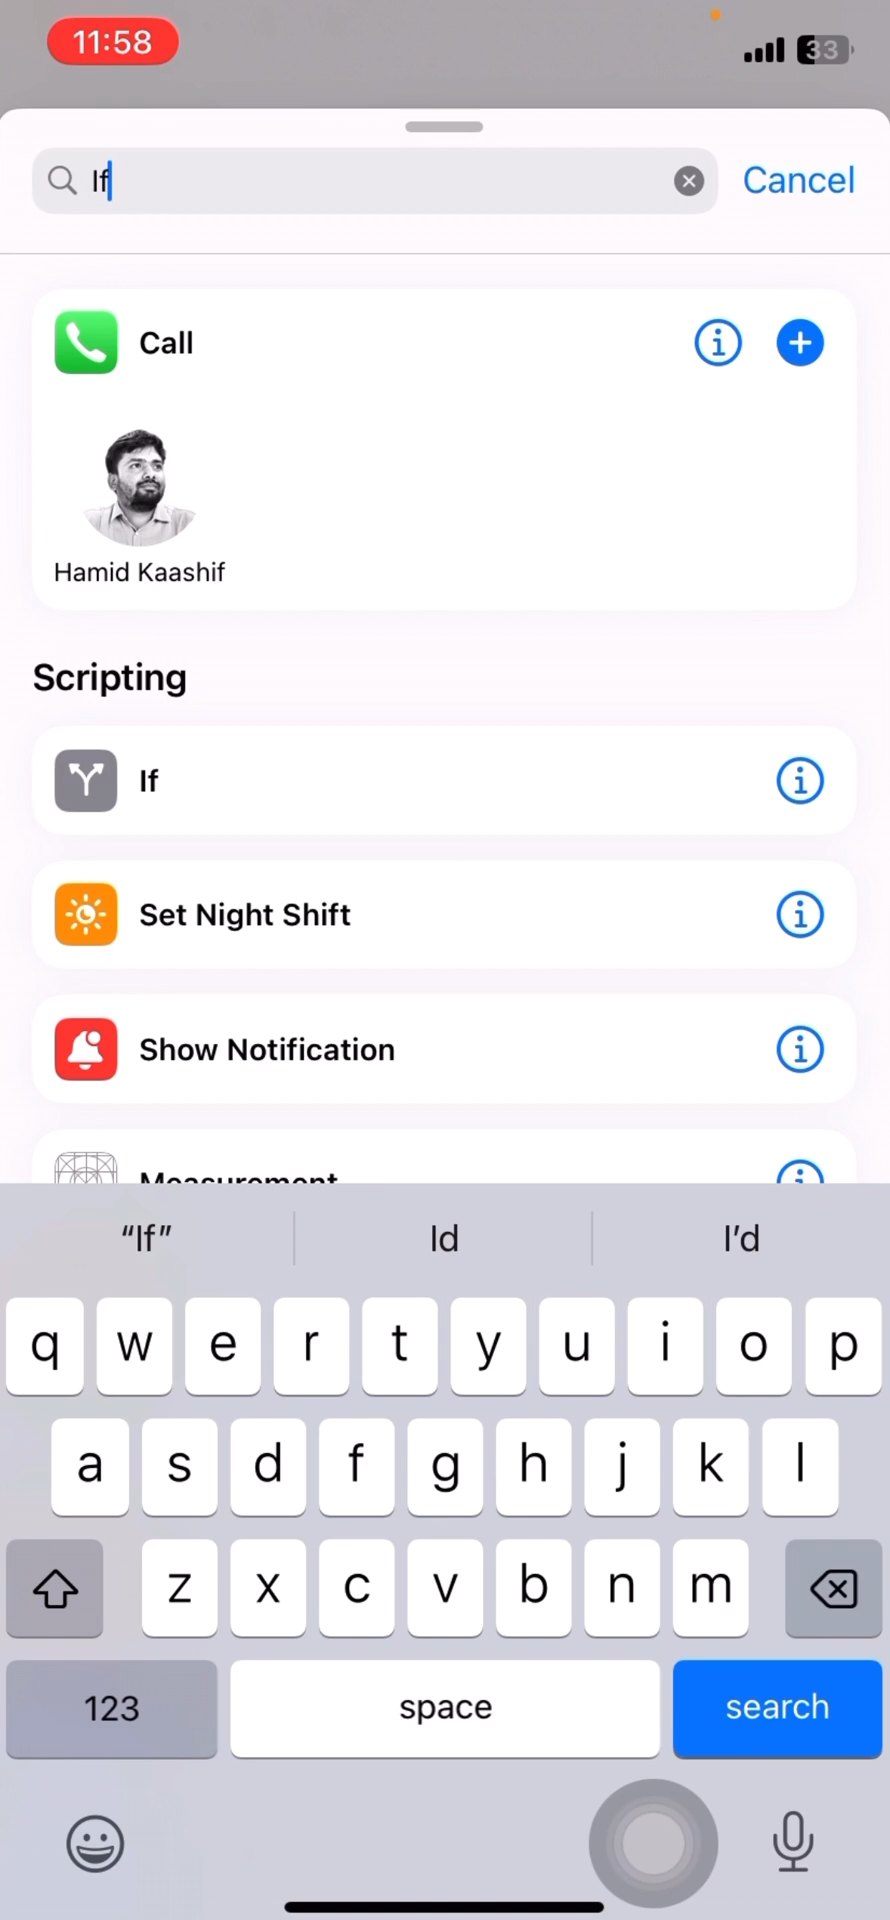 11:58
33
If
Cancel
Call
Hamid Kaashif
Scripting
If
Set Night Shift
Show Notification
Measurement
“If”
Id
I’d
q w e r t y u i o p
a s d f g h j k l
z x c v b n m
123
space
search